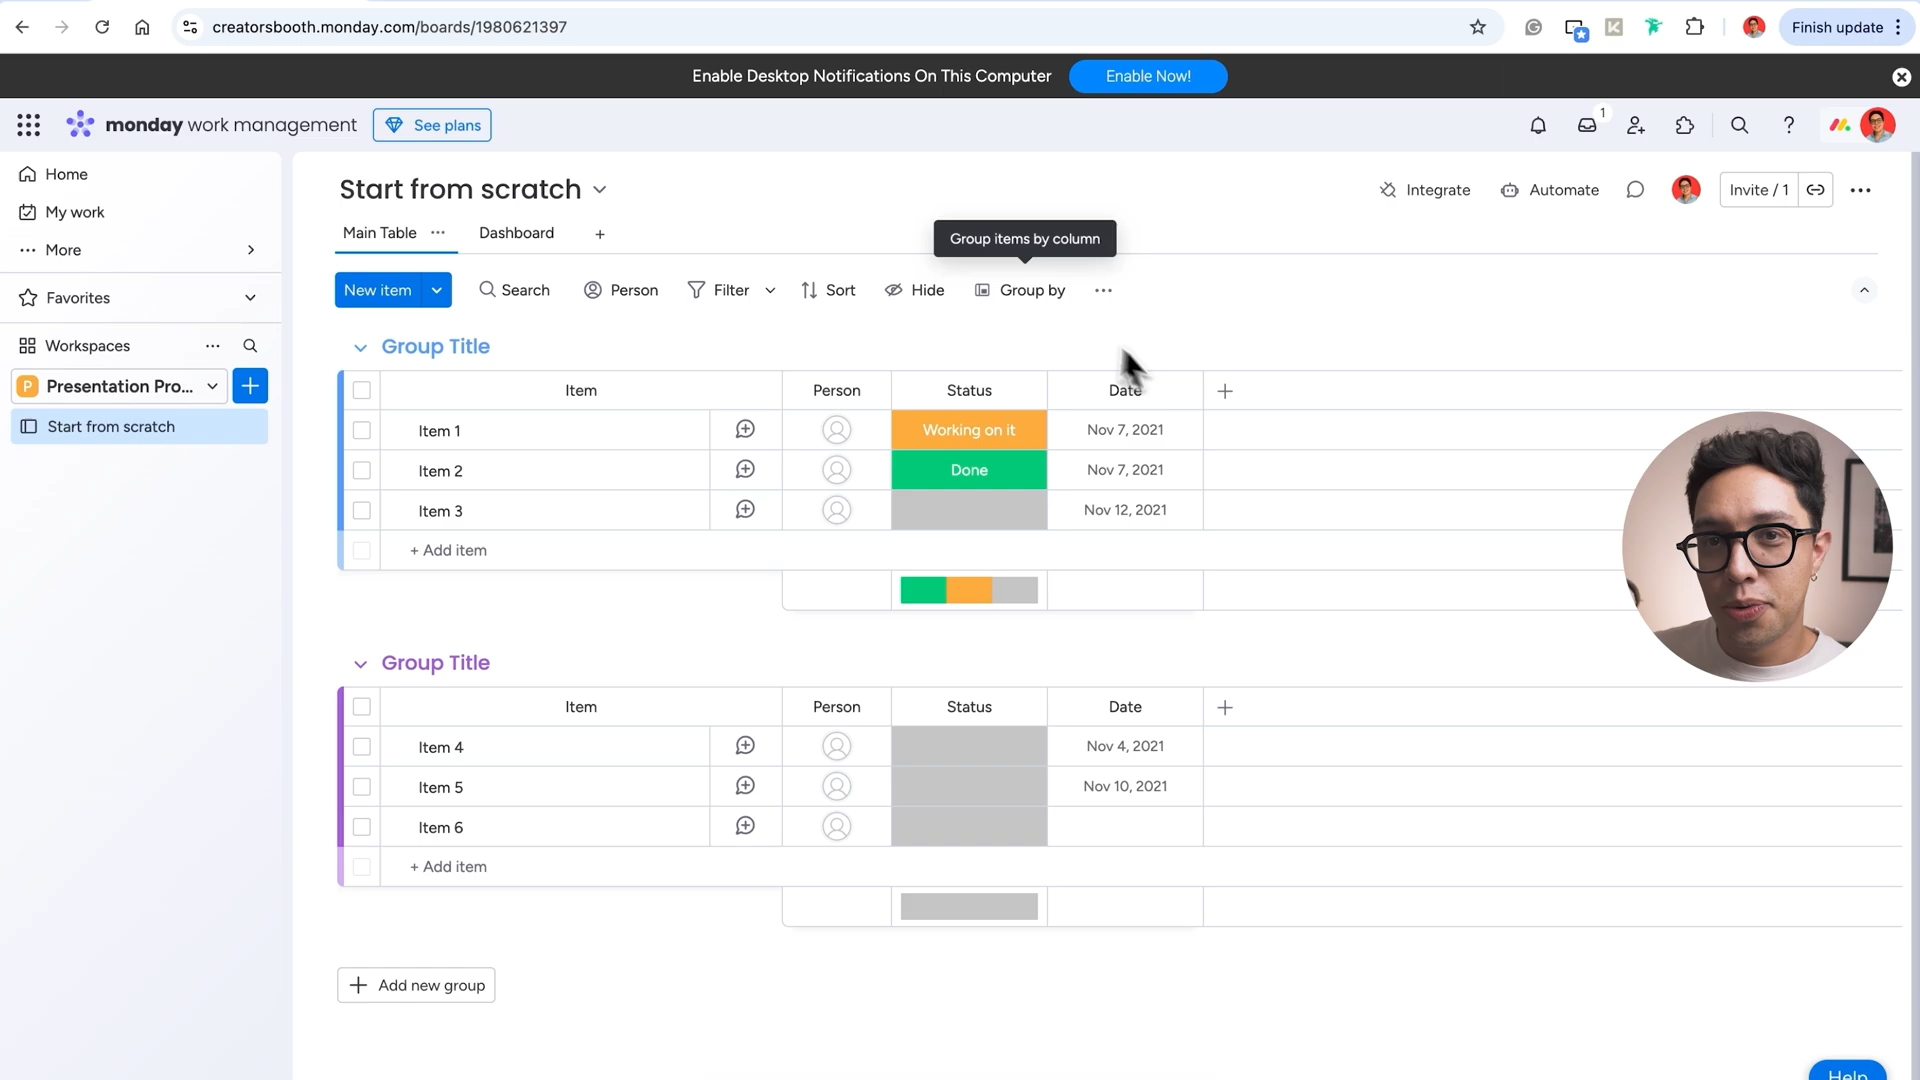 creatorsbooth.monday.com/boards/1980621397
Finish update
Enable Desktop Notifications On This Computer
Enable Now!
monday work management
See plans
1
Home
My work
More
Favorites
Workspaces
P Presentation Pro...
Start from scratch
Start from scratch
Integrate
Automate
Invite / 1
Main Table
Dashboard
Group items by column
New item
Search
Person
Filter
Sort
Hide
Group by
Group Title
Item Person Status Date
Item 1 Working on it Nov 7, 2021
Item 2 Done Nov 7, 2021
Item 3 Nov 12, 2021
+ Add item
Group Title
Item Person Status Date
Item 4 Nov 4, 2021
Item 5 Nov 10, 2021
Item 6
+ Add item
Add new group
Help